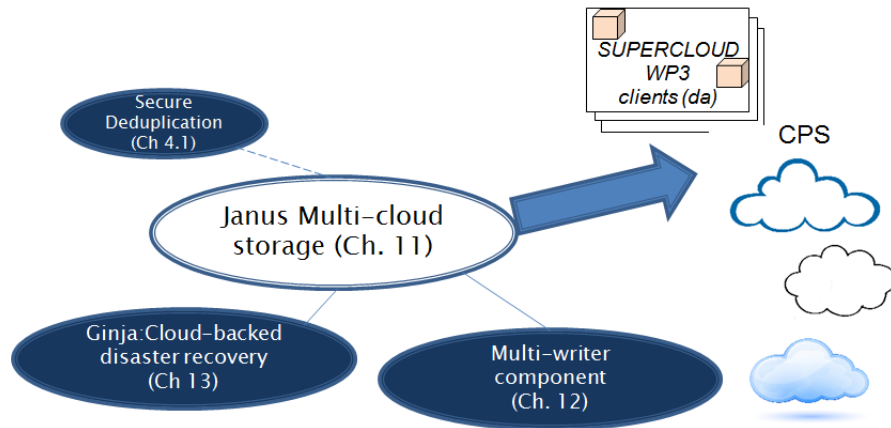 SUPERCLOUD
WP3
clients (da)
Secure
Deduplication
(Ch 4.1)
CPS
Janus Multi-cloud
storage (Ch. 11)
Ginja:Cloud-backed
disaster recovery
(Ch 13)
Multi-writer
component
(Ch. 12)